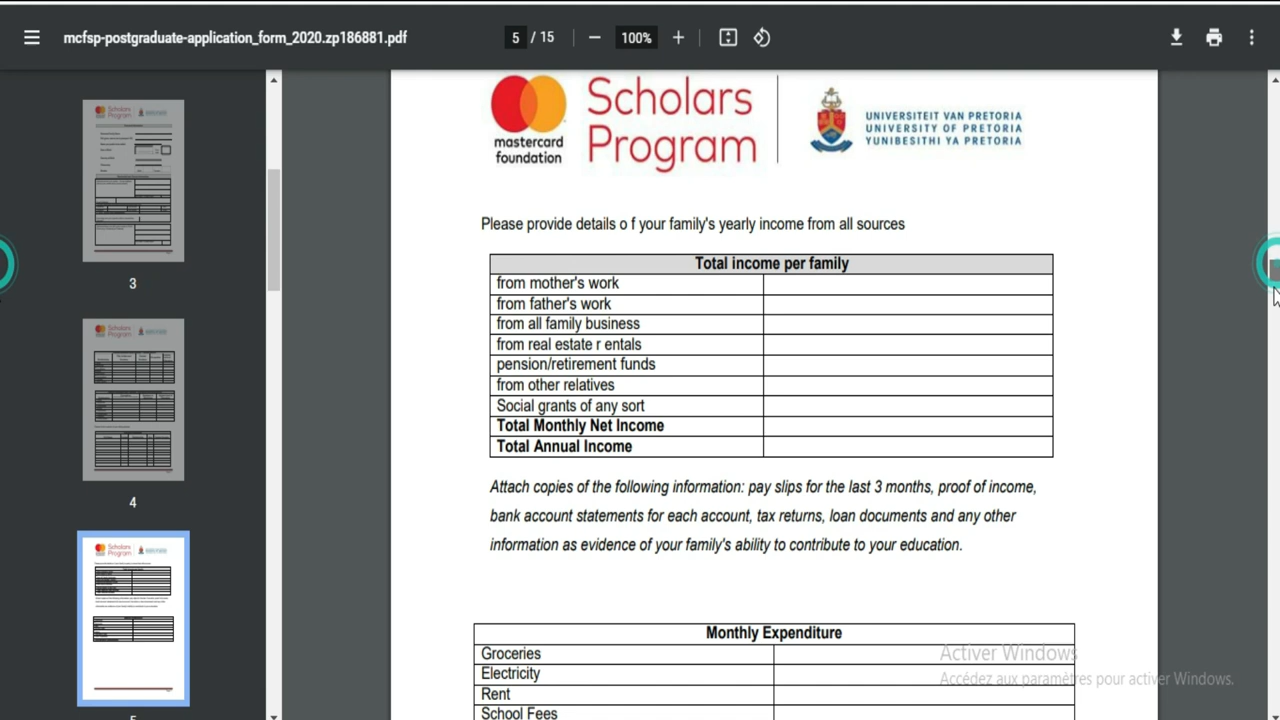 mcfsp-postgraduate-application_form_2020.zp186881.pdf
5 / 15
100%
mastercard foundation
Scholars Program
UNIVERSITEIT VAN PRETORIA
UNIVERSITY OF PRETORIA
YUNIBESITHI YA PRETORIA
Please provide details o f your family's yearly income from all sources
Total income per family
from mother's work
from father's work
from all family business
from real estate r entals
pension/retirement funds
from other relatives
Social grants of any sort
Total Monthly Net Income
Total Annual Income
Attach copies of the following information: pay slips for the last 3 months, proof of income,
bank account statements for each account, tax returns, loan documents and any other
information as evidence of your family's ability to contribute to your education.
Monthly Expenditure
Groceries
Electricity
Rent
School Fees
Activer Windows
Accédez aux paramètres pour activer Windows.
3
4
5